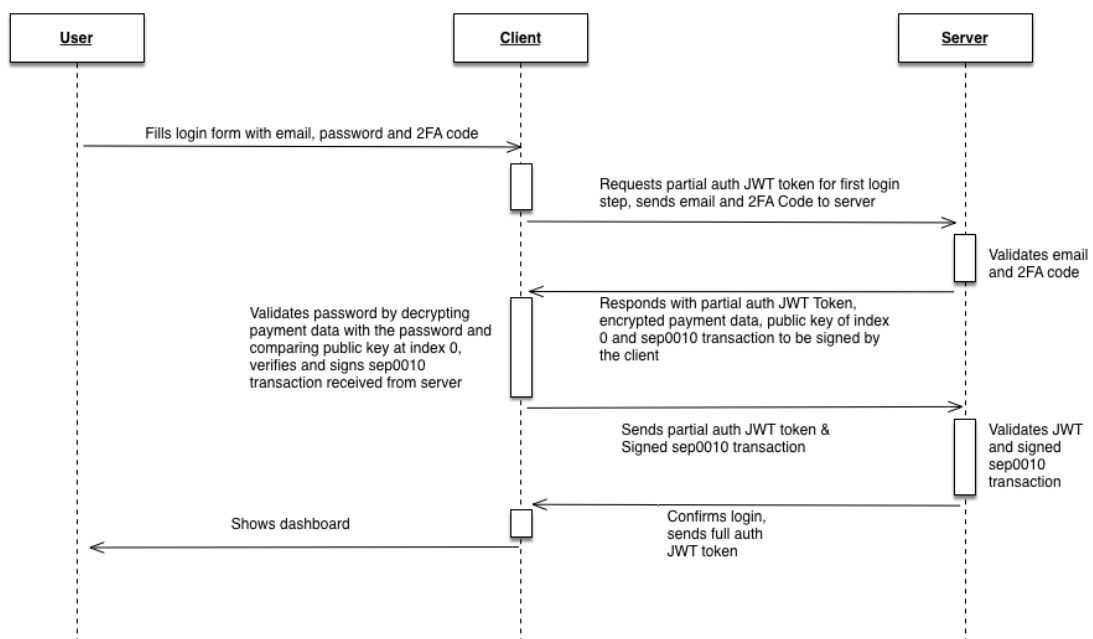 User
Client
Server
Fills login form with email, password and 2FA code
Requests partial auth JWT token for first login
step, sends email and 2FA Code to server
Validates email
and 2FA code
Responds with partial auth JWT Token,
encrypted payment data, public key of index
0 and sep0010 transaction to be signed by
the client
Validates password by decrypting
payment data with the password and
comparing public key at index 0,
verifies and signs sep0010
transaction received from server
Sends partial auth JWT token &
Signed sep0010 transaction
Validates JWT
and signed
sep0010
transaction
Confirms login,
sends full auth
JWT token
Shows dashboard